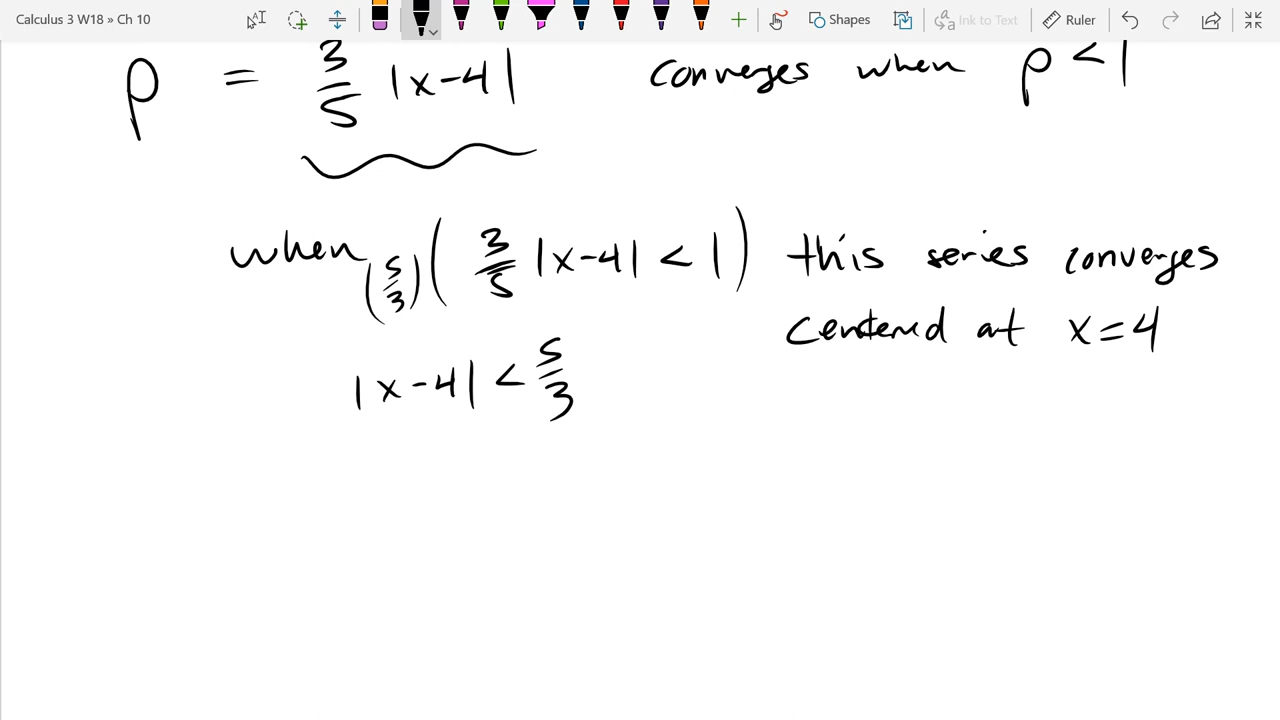 Calculus 3 W18 » Ch 10
Shapes
Ink to Text
Ruler
ρ = 3/5 |x-4| converges when ρ < 1
when (5/3) ( 3/5 |x-4| < 1 ) this series converges
centered at x=4
|x-4| < 5/3